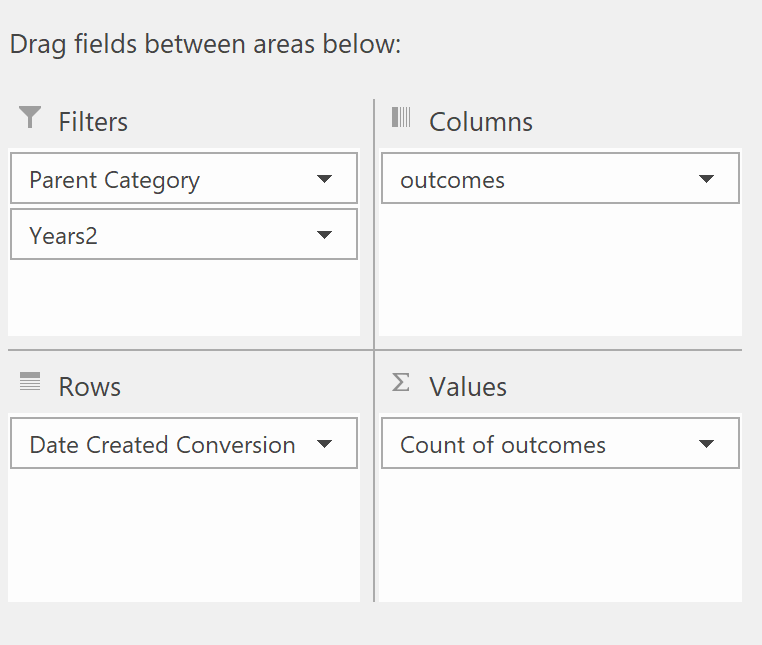 Drag fields between areas below:
Filters
Parent Category
Years2
Columns
outcomes
Rows
Date Created Conversion
Σ Values
Count of outcomes